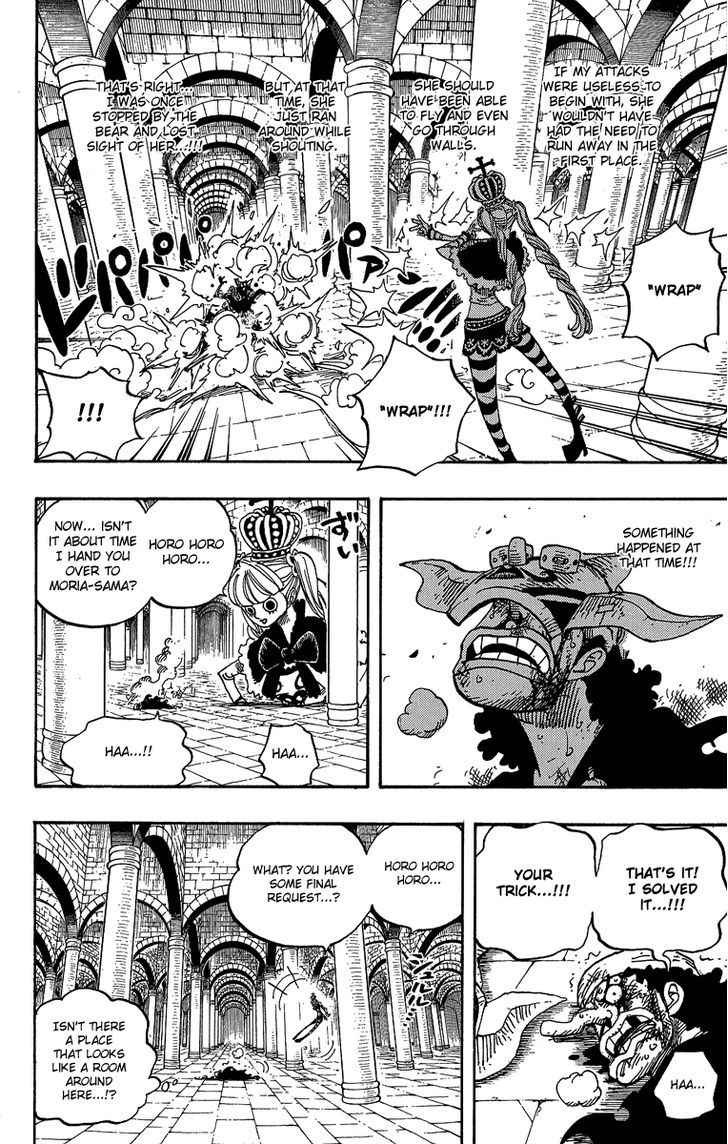 IF MY ATTACKS
WERE USELESS TO
BEGIN WITH, SHE
WOULDN'T HAVE
HAD THE NEED TO
RUN AWAY IN THE
FIRST PLACE.
SHE SHOULD
HAVE BEEN ABLE
TO FLY AND EVEN
GO THROUGH
WALLS.
BUT AT THAT
TIME, SHE
JUST RAN
AROUND WHILE
SHOUTING.
THAT'S RIGHT...
I WAS ONCE
STOPPED BY THE
BEAR AND LOST
SIGHT OF HER...!!!
"WRAP"
"WRAP"!!!
!!!
SOMETHING
HAPPENED AT
THAT TIME!!!
ずい
HORO HORO
HORO...
NOW... ISN'T
IT ABOUT TIME
I HAND YOU
OVER TO
MORIA-SAMA?
HAA...
HAA...!!
THAT'S IT!
I SOLVED
IT...!!!
YOUR
TRICK...!!!
HAA...
HORO HORO
HORO...
WHAT? YOU HAVE
SOME FINAL
REQUEST...?
ISN'T THERE
A PLACE
THAT LOOKS
LIKE A ROOM
AROUND
HERE...!?